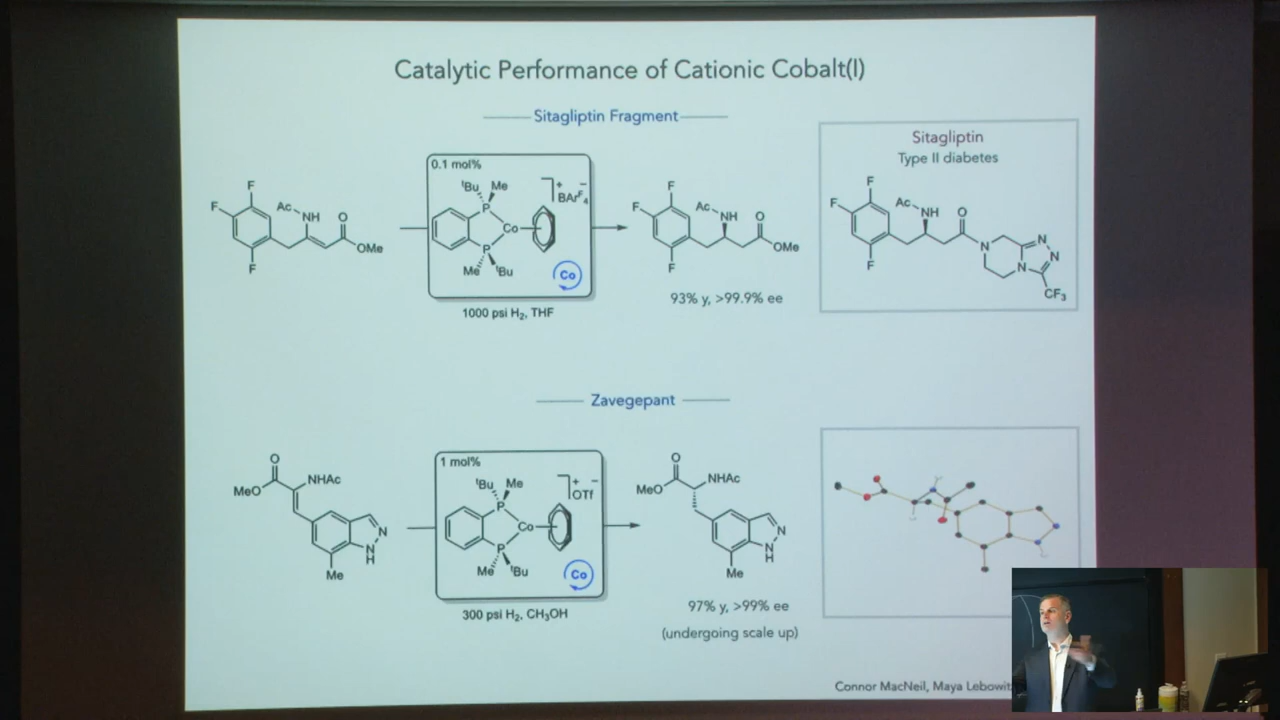 Catalytic Performance of Cationic Cobalt(I)
Sitagliptin Fragment
F
F
F
Ac
NH
O
OMe
0.1 mol%
ᵗBu
Me
P
Co
P
Me
ᵗBu
+
−
BArᶠ₄
Co
1000 psi H₂, THF
F
F
F
Ac
NH
O
OMe
93% y, >99.9% ee
Sitagliptin
Type II diabetes
F
F
F
Ac
NH
O
N
N
N
N
CF₃
Zavegepant
O
MeO
NHAc
N
N
H
Me
1 mol%
ᵗBu
Me
P
Co
P
Me
ᵗBu
+
−
OTf
Co
300 psi H₂, CH₃OH
O
MeO
NHAc
N
N
H
Me
97% y, >99% ee
(undergoing scale up)
Connor MacNeil, Maya